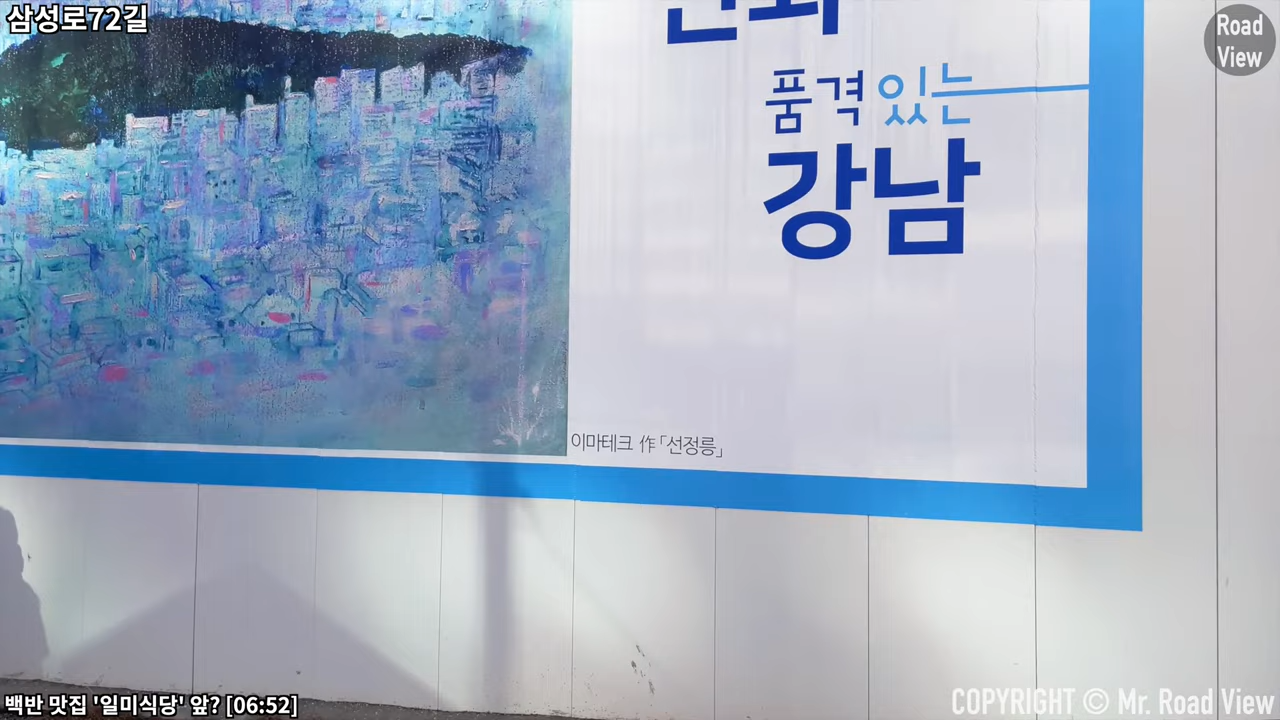 삼성로72길
Road
View
품격 있는
강남
이마테크 作「선정릉」
백반 맛집 '일미식당' 앞? [06:52]
COPYRIGHT © Mr. Road View